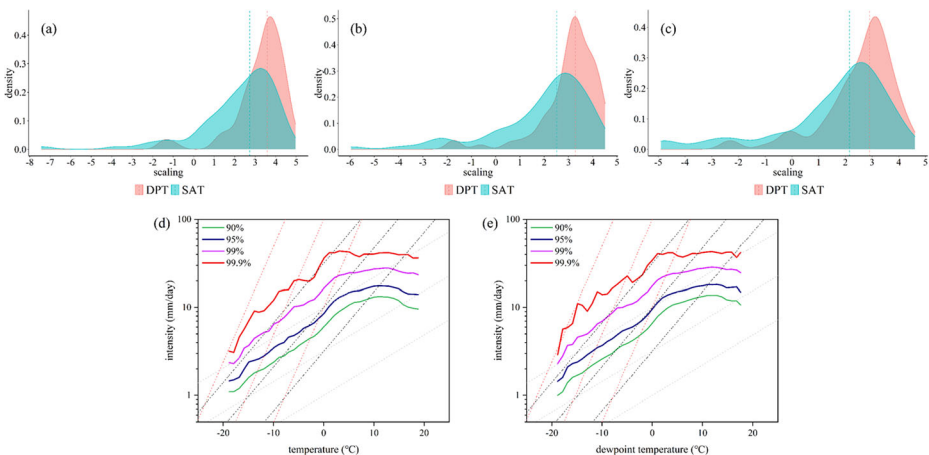 (a)
density
0.4
0.3
0.2
0.1
0.0
-8 -7 -6 -5 -4 -3 -2 -1 0 1 2 3 4 5
scaling
DPT SAT
(b)
density
0.5
0.4
0.3
0.2
0.1
0.0
-6 -5 -4 -3 -2 -1 0 1 2 3 4 5
scaling
DPT SAT
(c)
density
0.4
0.3
0.2
0.1
0.0
-5 -4 -3 -2 -1 0 1 2 3 4 5
scaling
DPT SAT
(d)
90%
95%
99%
99.9%
intensity (mm/day)
100
10
1
-20 -10 0 10 20
temperature (°C)
(e)
90%
95%
99%
99.9%
intensity (mm/day)
100
10
1
-20 -10 0 10 20
dewpoint temperature (°C)